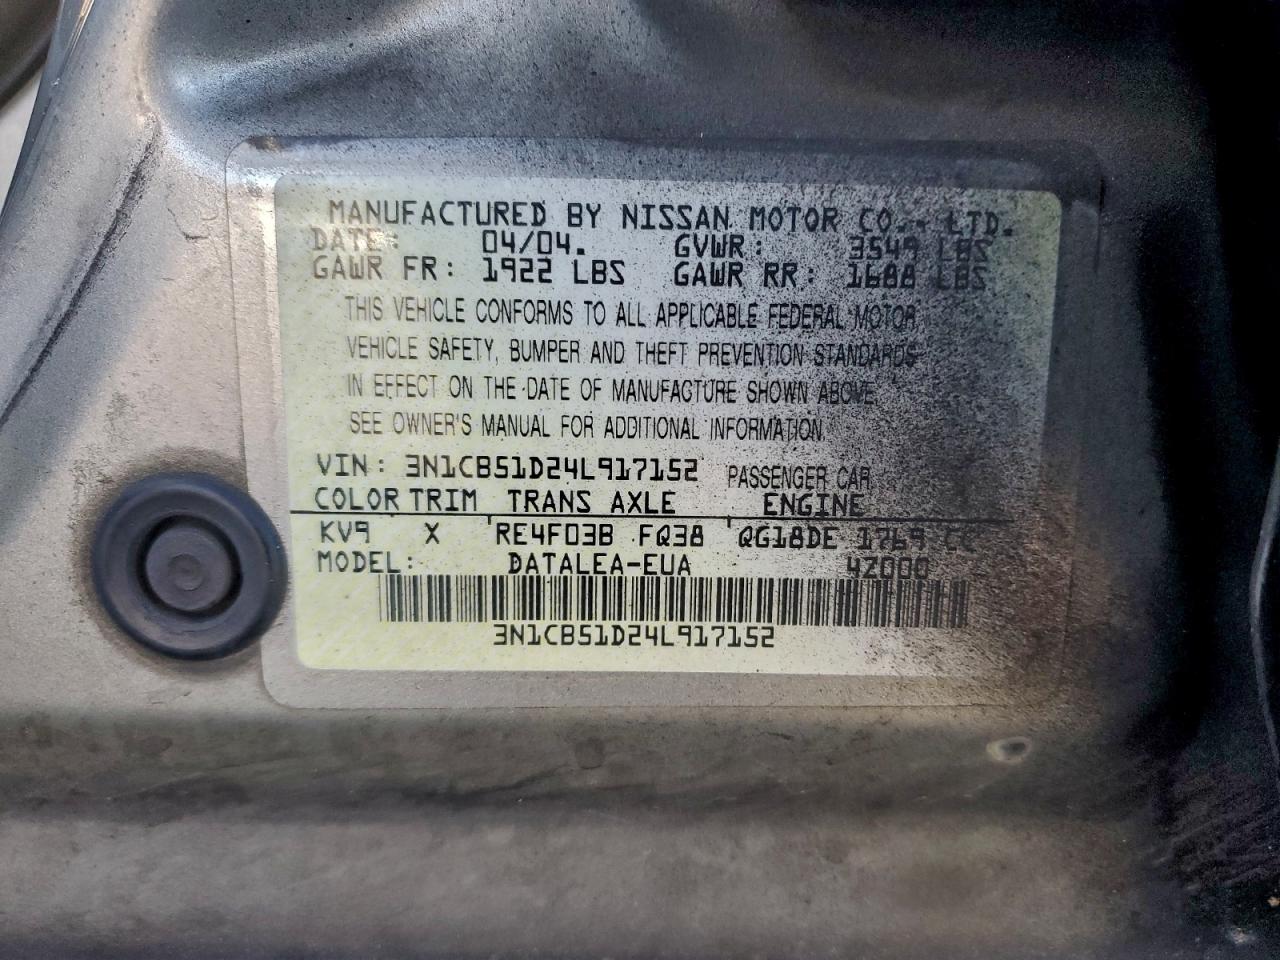 MANUFACTURED BY NISSAN MOTOR CO., LTD.
DATE: 04/04. GVWR: 3549 LBS
GAWR FR: 1922 LBS GAWR RR: 1688 LBS
THIS VEHICLE CONFORMS TO ALL APPLICABLE FEDERAL MOTOR
VEHICLE SAFETY, BUMPER AND THEFT PREVENTION STANDARDS
IN EFFECT ON THE DATE OF MANUFACTURE SHOWN ABOVE.
SEE OWNER'S MANUAL FOR ADDITIONAL INFORMATION.
VIN: 3N1CB51D24L917152 PASSENGER CAR
COLOR TRIM TRANS AXLE ENGINE
KV9 X RE4F03B FQ38 QG18DE 1769 CC
MODEL: DATALEA-EUA 4Z000
3N1CB51D24L917152